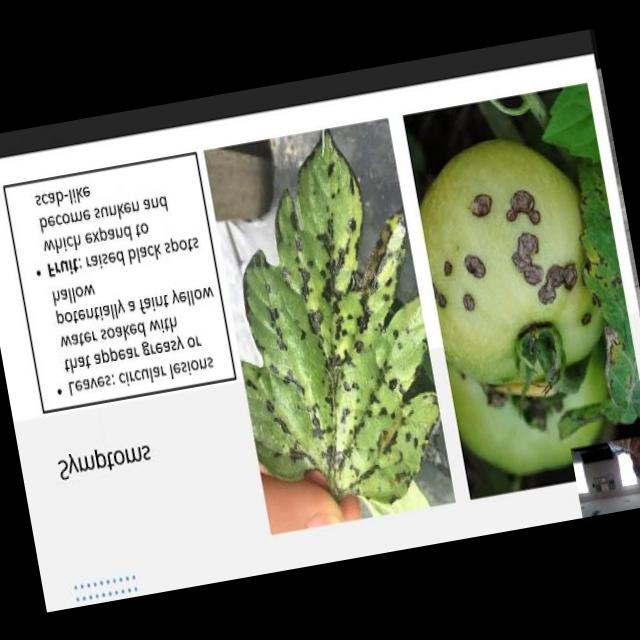 Symptoms
• Leaves: circular lesions
that appear greasy or
water soaked with
potentially a faint yellow
hallow
• Fruit: raised black spots
which expand to
become sunken and
scab-like